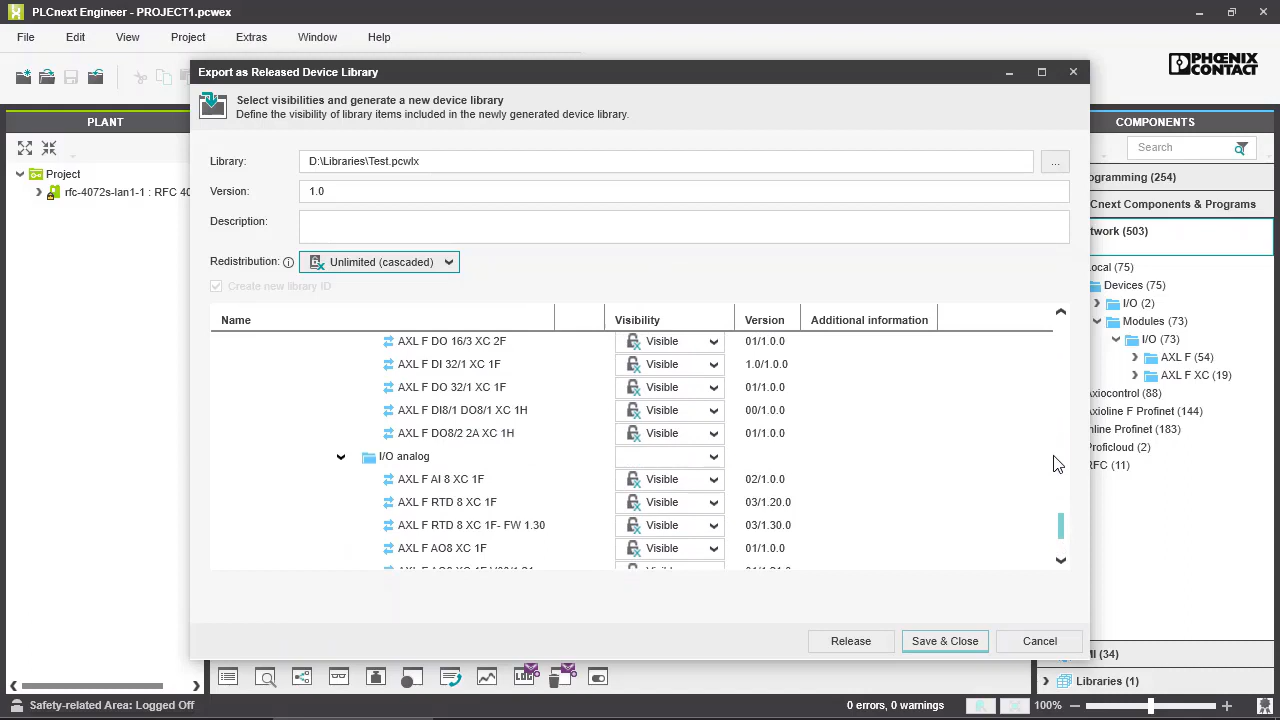 PLCnext Engineer - PROJECT1.pcwex
File Edit View Project Extras Window Help
PHOENIX CONTACT
Export as Released Device Library
Select visibilities and generate a new device library
Define the visibility of library items included in the newly generated device library.
PLANT
COMPONENTS
Search
Project
rfc-4072s-lan1-1 : RFC 40
Library: D:\Libraries\Test.pcwlx ...
Version: 1.0
Description:
Redistribution: Unlimited (cascaded)
Create new library ID
Name Visibility Version Additional information
AXL F DO 16/3 XC 2F Visible 01/1.0.0
AXL F DI 32/1 XC 1F Visible 1.0/1.0.0
AXL F DO 32/1 XC 1F Visible 01/1.0.0
AXL F DI8/1 DO8/1 XC 1H Visible 00/1.0.0
AXL F DO8/2 2A XC 1H Visible 01/1.0.0
I/O analog
AXL F AI 8 XC 1F Visible 02/1.0.0
AXL F RTD 8 XC 1F Visible 03/1.20.0
AXL F RTD 8 XC 1F- FW 1.30 Visible 03/1.30.0
AXL F AO8 XC 1F Visible 01/1.0.0
Release Save & Close Cancel
ogramming (254)
Cnext Components & Programs
twork (503)
ocal (75)
Devices (75)
I/O (2)
Modules (73)
I/O (73)
AXL F (54)
AXL F XC (19)
xiocontrol (88)
xioline F Profinet (144)
nline Profinet (183)
roficloud (2)
FC (11)
MI (34)
Libraries (1)
LOG
Safety-related Area: Logged Off
0 errors, 0 warnings
100%